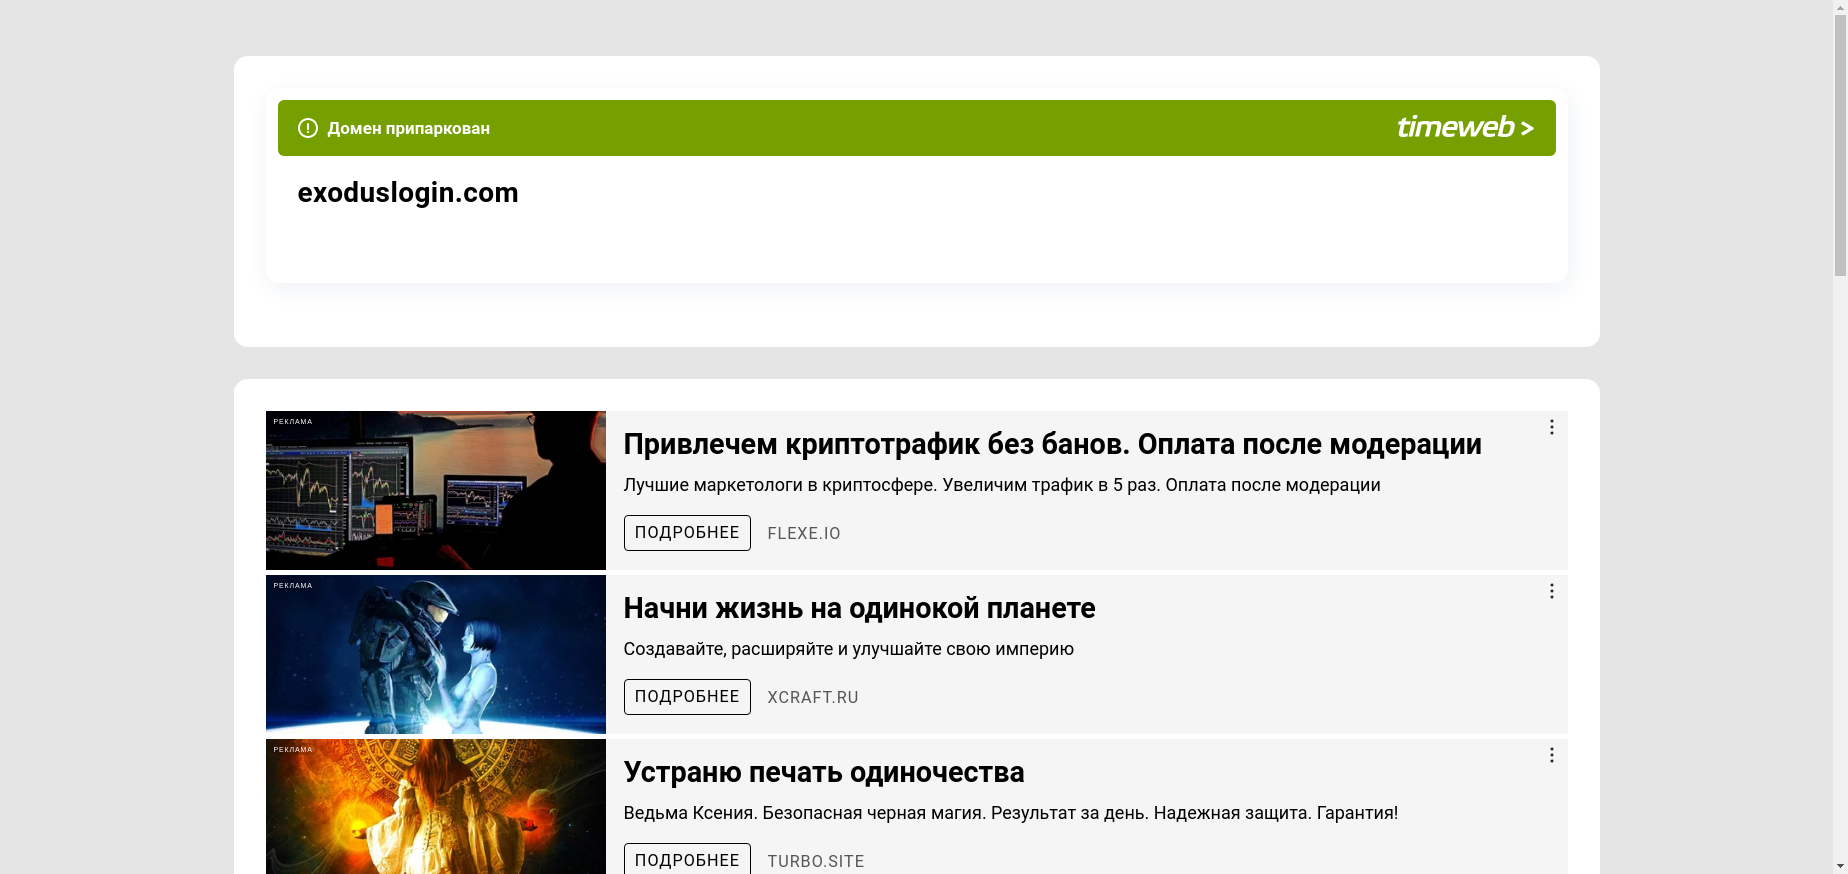 Домен припаркован
timeweb >
exoduslogin.com
РЕКЛАМА
Привлечем криптотрафик без банов. Оплата после модерации
Лучшие маркетологи в криптосфере. Увеличим трафик в 5 раз. Оплата после модерации
ПОДРОБНЕЕ FLEXE.IO
РЕКЛАМА
Начни жизнь на одинокой планете
Создавайте, расширяйте и улучшайте свою империю
ПОДРОБНЕЕ XCRAFT.RU
РЕКЛАМА
Устраню печать одиночества
Ведьма Ксения. Безопасная черная магия. Результат за день. Надежная защита. Гарантия!
ПОДРОБНЕЕ TURBO.SITE